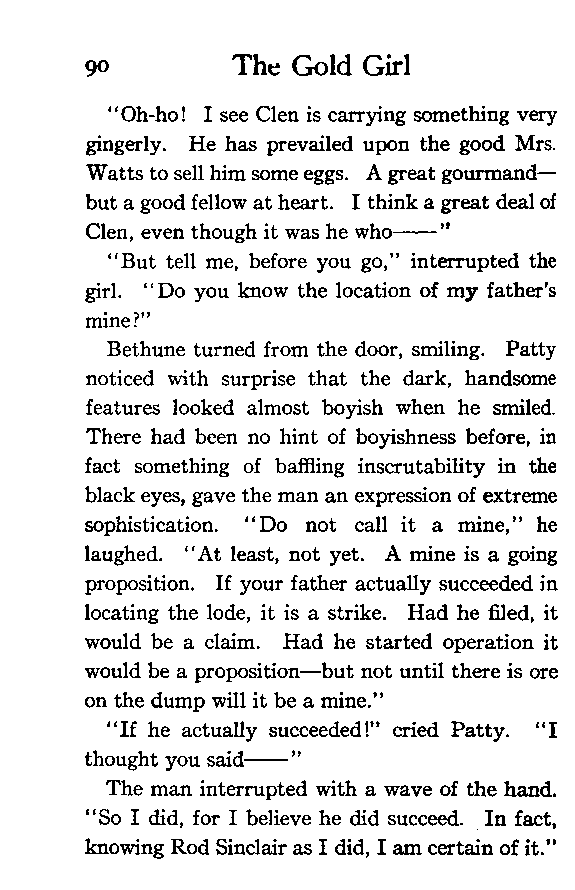 90 The Gold Girl
"Oh-ho! I see Clen is carrying something very
gingerly. He has prevailed upon the good Mrs.
Watts to sell him some eggs. A great gourmand—
but a good fellow at heart. I think a great deal of
Clen, even though it was he who——"
"But tell me, before you go," interrupted the
girl. "Do you know the location of my father's
mine?"
Bethune turned from the door, smiling. Patty
noticed with surprise that the dark, handsome
features looked almost boyish when he smiled.
There had been no hint of boyishness before, in
fact something of baffling inscrutability in the
black eyes, gave the man an expression of extreme
sophistication. "Do not call it a mine," he
laughed. "At least, not yet. A mine is a going
proposition. If your father actually succeeded in
locating the lode, it is a strike. Had he filed, it
would be a claim. Had he started operation it
would be a proposition—but not until there is ore
on the dump will it be a mine."
"If he actually succeeded!" cried Patty. "I
thought you said——"
The man interrupted with a wave of the hand.
"So I did, for I believe he did succeed. In fact,
knowing Rod Sinclair as I did, I am certain of it."